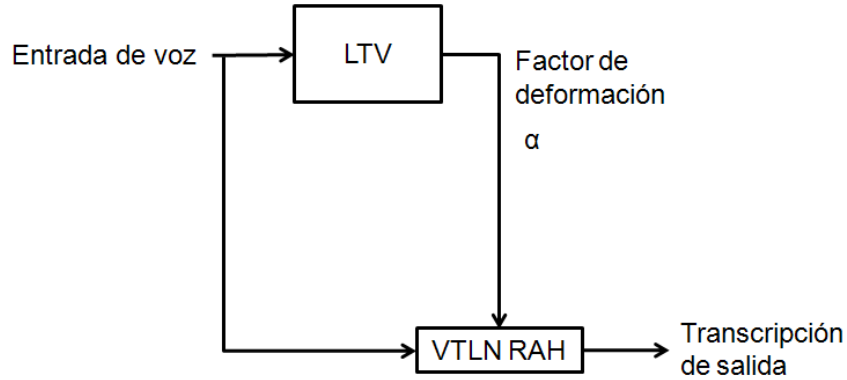 Entrada de voz
LTV
Factor de
deformación
α
VTLN RAH
Transcripción
de salida